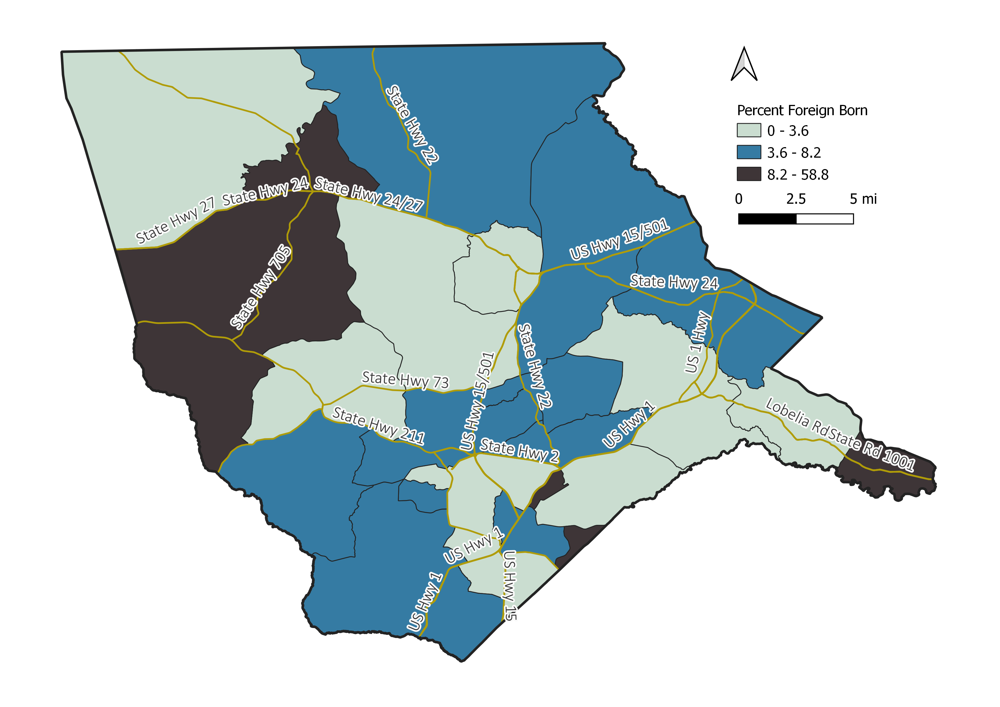 State Hwy 22
Percent Foreign Born
0 - 3.6
3.6 - 8.2
8.2 - 58.8
0 2.5 5 mi
State Hwy 27
State Hwy 24
State Hwy 24/27
US Hwy 15/501
State Hwy 705
State Hwy 24
US 1 Hwy
State Hwy 22
State Hwy 73
US Hwy 15/501
State Hwy 211
US Hwy 1
Lobelia Rd
State Rd 1001
State Hwy 2
US Hwy 1
US Hwy 1
US Hwy 15